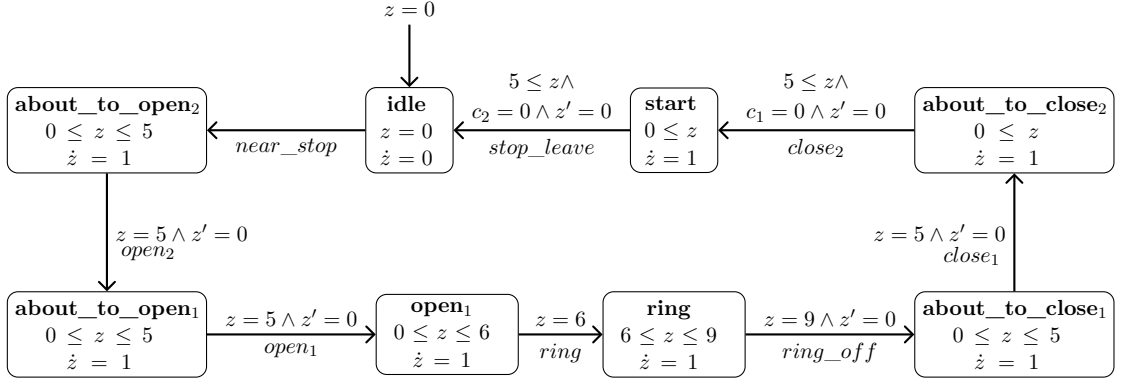 z = 0
about_to_open₂
0 ≤ z ≤ 5
ż = 1
near_stop
idle
z = 0
ż = 0
5 ≤ z∧
c₂ = 0 ∧ z′ = 0
stop_leave
start
0 ≤ z
ż = 1
5 ≤ z∧
c₁ = 0 ∧ z′ = 0
close₂
about_to_close₂
0 ≤ z
ż = 1
z = 5 ∧ z′ = 0
open₂
z = 5 ∧ z′ = 0
close₁
about_to_open₁
0 ≤ z ≤ 5
ż = 1
z = 5 ∧ z′ = 0
open₁
open₁
0 ≤ z ≤ 6
ż = 1
z = 6
ring
ring
6 ≤ z ≤ 9
ż = 1
z = 9 ∧ z′ = 0
ring_off
about_to_close₁
0 ≤ z ≤ 5
ż = 1